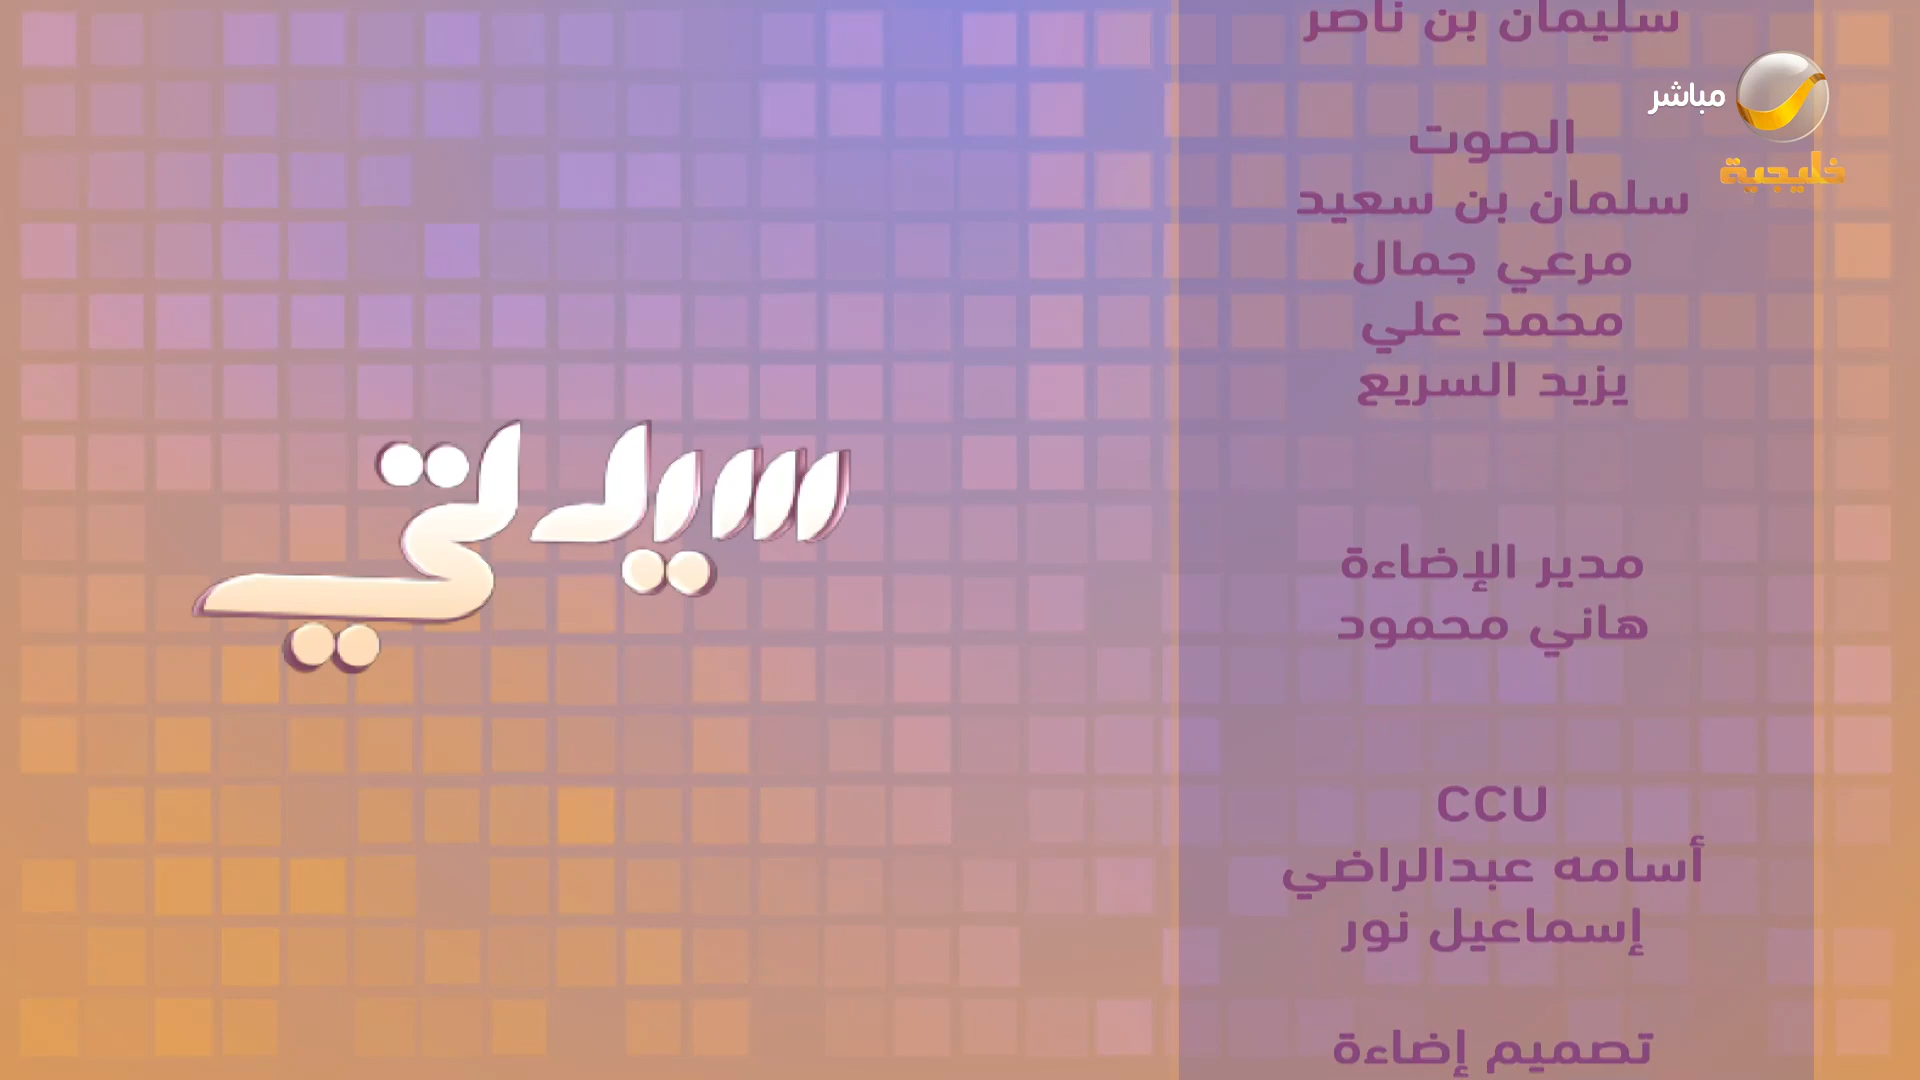 سليمان بن ناصر
مباشر
خليجية
الصوت
سلمان بن سعيد
مرعي جمال
محمد علي
يزيد السريع
سيدتي
مدير الإضاءة
هاني محمود
CCU
أسامه عبدالراضي
إسماعيل نور
تصميم إضاءة